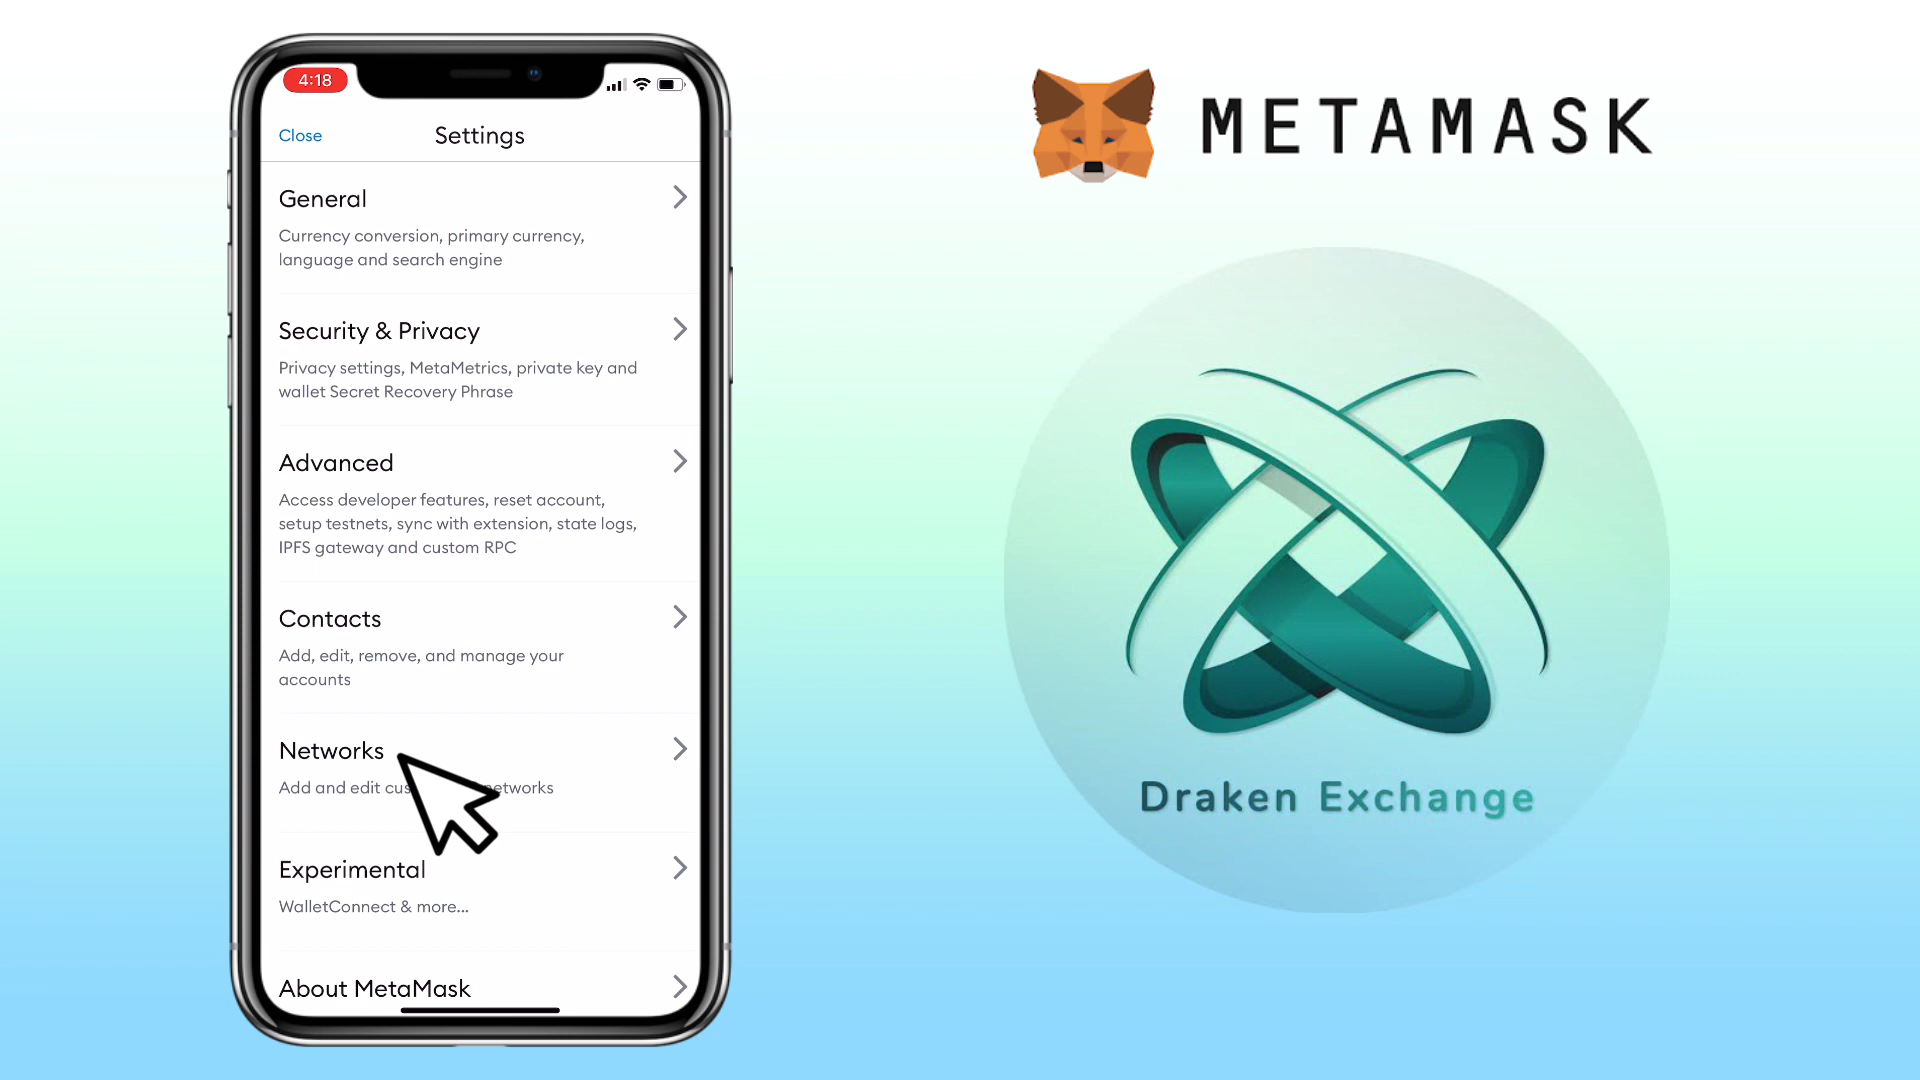 4:18
Close
Settings
General
Currency conversion, primary currency,
language and search engine
Security & Privacy
Privacy settings, MetaMetrics, private key and
wallet Secret Recovery Phrase
Advanced
Access developer features, reset account,
setup testnets, sync with extension, state logs,
IPFS gateway and custom RPC
Contacts
Add, edit, remove, and manage your
accounts
Networks
Add and edit
Experimental
WalletConnect & more...
About MetaMask
METAMASK
Draken Exchange